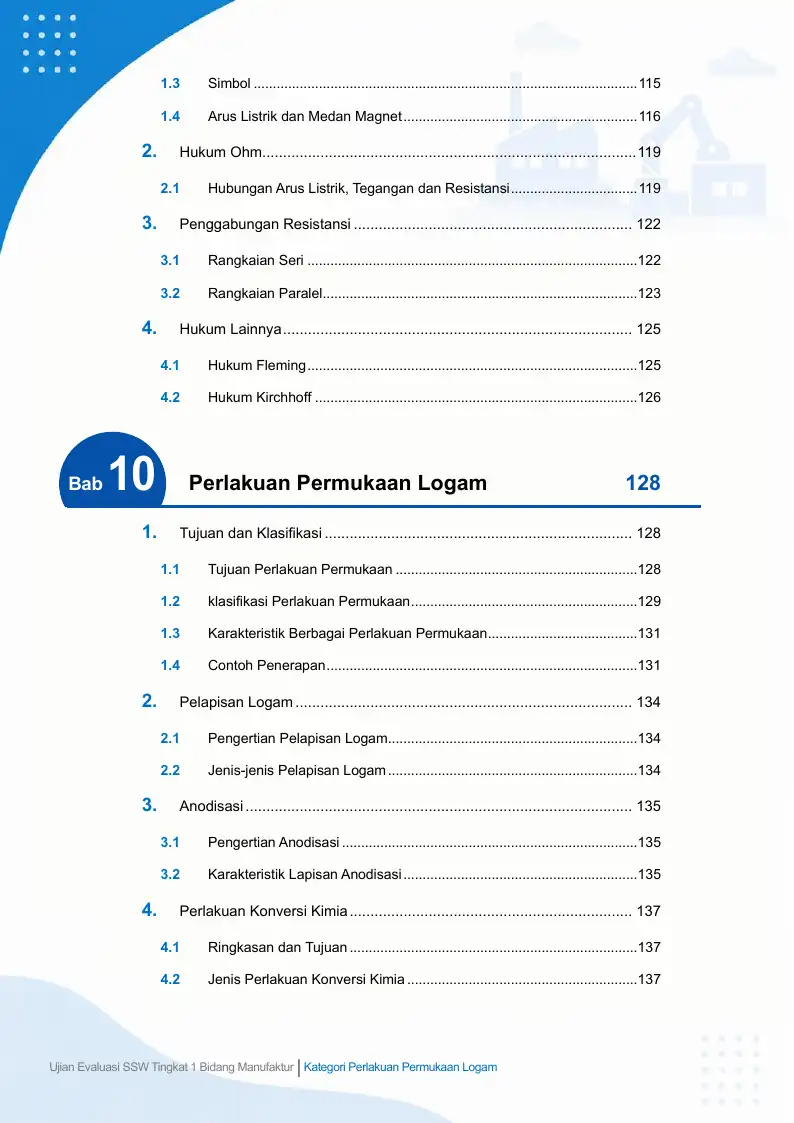 1.3 Simbol ........................................ 115
1.4 Arus Listrik dan Medan Magnet ........................................ 116
2. Hukum Ohm ........................................ 119
2.1 Hubungan Arus Listrik, Tegangan dan Resistansi ........................................ 119
3. Penggabungan Resistansi ........................................ 122
3.1 Rangkaian Seri ........................................ 122
3.2 Rangkaian Paralel ........................................ 123
4. Hukum Lainnya ........................................ 125
4.1 Hukum Fleming ........................................ 125
4.2 Hukum Kirchhoff ........................................ 126
Bab 10 Perlakuan Permukaan Logam 128
1. Tujuan dan Klasifikasi ........................................ 128
1.1 Tujuan Perlakuan Permukaan ........................................ 128
1.2 klasifikasi Perlakuan Permukaan ........................................ 129
1.3 Karakteristik Berbagai Perlakuan Permukaan ........................................ 131
1.4 Contoh Penerapan ........................................ 131
2. Pelapisan Logam ........................................ 134
2.1 Pengertian Pelapisan Logam ........................................ 134
2.2 Jenis-jenis Pelapisan Logam ........................................ 134
3. Anodisasi ........................................ 135
3.1 Pengertian Anodisasi ........................................ 135
3.2 Karakteristik Lapisan Anodisasi ........................................ 135
4. Perlakuan Konversi Kimia ........................................ 137
4.1 Ringkasan dan Tujuan ........................................ 137
4.2 Jenis Perlakuan Konversi Kimia ........................................ 137
Ujian Evaluasi SSW Tingkat 1 Bidang Manufaktur | Kategori Perlakuan Permukaan Logam